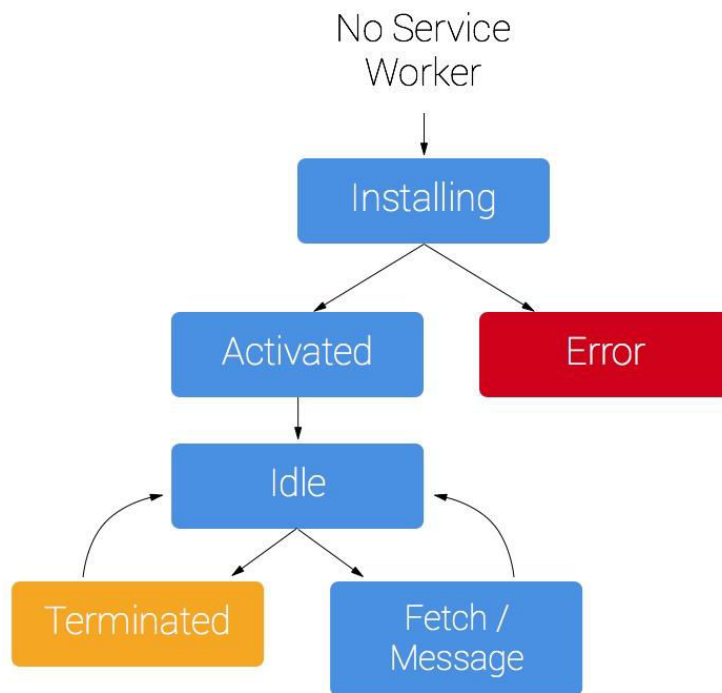 No Service
Worker
Installing
Activated
Error
Idle
Terminated
Fetch /
Message